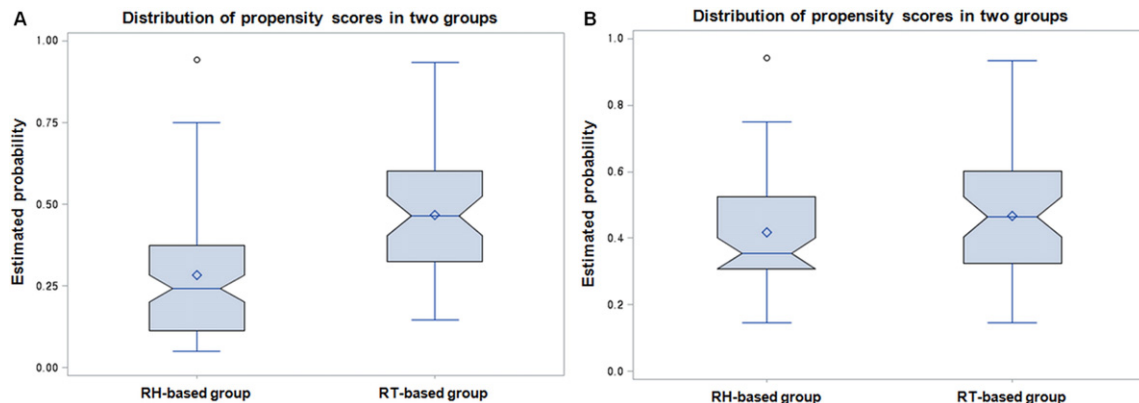 A
Distribution of propensity scores in two groups
Estimated probability
1.00
0.75
0.50
0.25
0.00
RH-based group
RT-based group
B
Distribution of propensity scores in two groups
Estimated probability
1.0
0.8
0.6
0.4
0.2
0.0
RH-based group
RT-based group